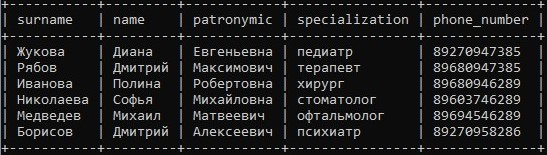 surname name patronymic specialization phone_number
Жукова Диана Евгеньевна педиатр 89270947385
Рябов Дмитрий Максимович терапевт 89680947385
Иванова Полина Робертовна хирург 89680946289
Николаева Софья Михайловна стоматолог 89603746289
Медведев Михаил Матвеевич офтальмолог 89694546289
Борисов Дмитрий Алексеевич психиатр 89270958286